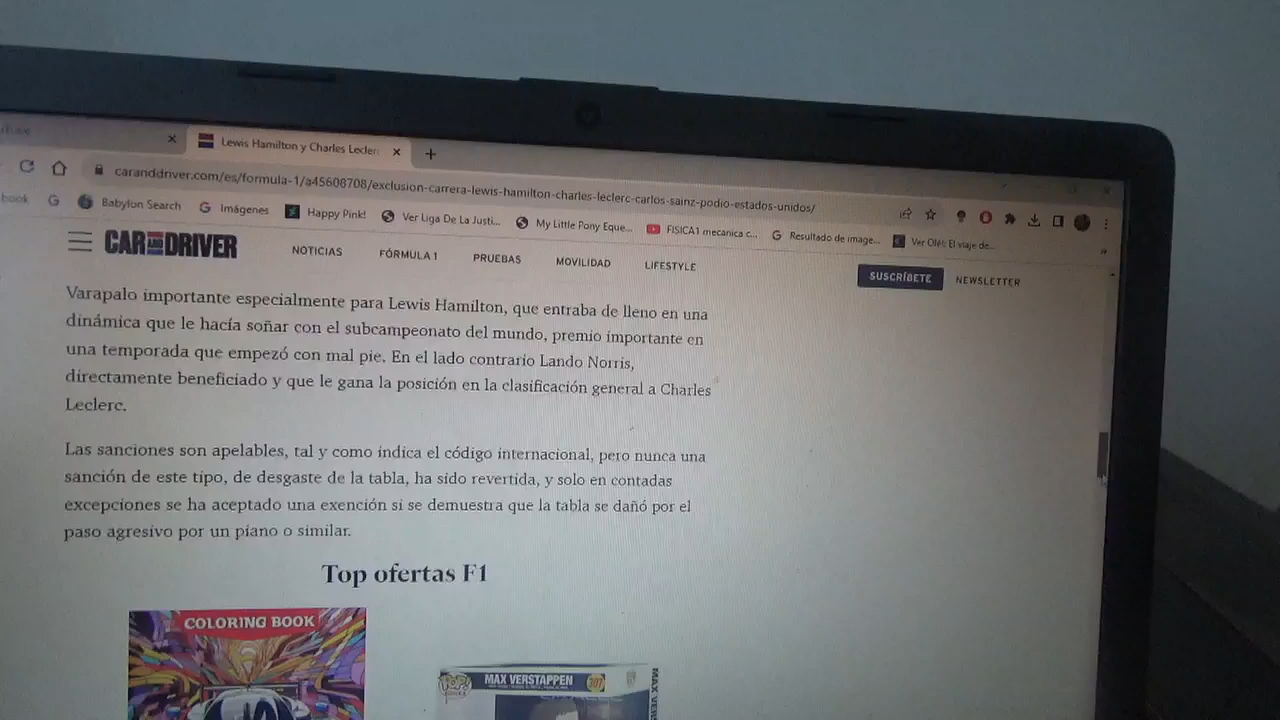 Lewis Hamilton y Charles Lecler
caranddriver.com/es/formula-1/a45608708/exclusion-carrera-lewis-hamilton-charles-leclerc-carlos-sainz-podio-estados-unidos/
book
Babylon Search
Imágenes
Happy Pink!
Ver Liga De La Justi...
My Little Pony Eque...
FISICA1 mecanica c...
Resultado de image...
Ver Olé: El viaje de...
CAR AND DRIVER
NOTICIAS
FÓRMULA 1
PRUEBAS
MOVILIDAD
LIFESTYLE
SUSCRÍBETE
NEWSLETTER
Varapalo importante especialmente para Lewis Hamilton, que entraba de lleno en una
dinámica que le hacía soñar con el subcampeonato del mundo, premio importante en
una temporada que empezó con mal pie. En el lado contrario Lando Norris,
directamente beneficiado y que le gana la posición en la clasificación general a Charles
Leclerc.
Las sanciones son apelables, tal y como indica el código internacional, pero nunca una
sanción de este tipo, de desgaste de la tabla, ha sido revertida, y solo en contadas
excepciones se ha aceptado una exención si se demuestra que la tabla se dañó por el
paso agresivo por un piano o similar.
Top ofertas F1
COLORING BOOK
POP!
MAX VERSTAPPEN
307
MAX VERS